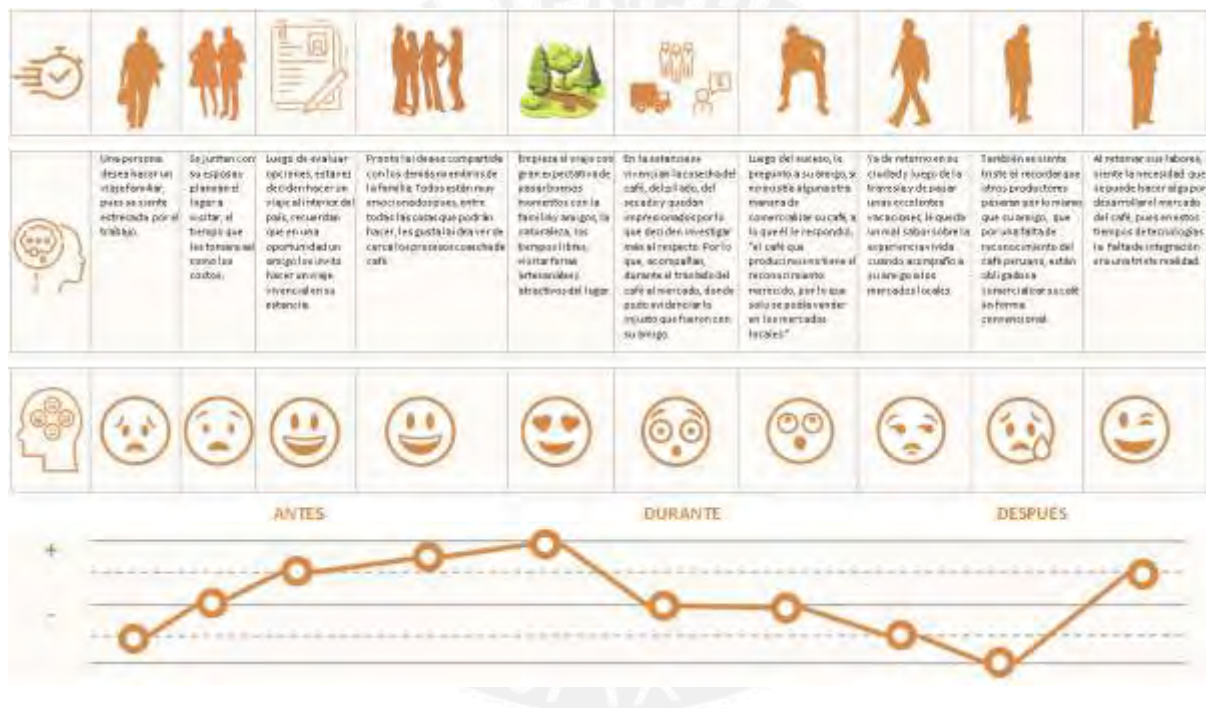 Una persona
desea hacer un
viaje familiar,
pues se siente
estresada por el
trabajo.
Se juntan con
su esposa y
planean el
lugar a
visitar, el
tiempo que
les tomara así
como los
costos.
Luego de evaluar
opciones, esta vez
deciden hacer un
viaje al interior del
país, recuerdan
que en una
oportunidad un
amigo los invito
hacer un viaje
vivencial en su
estancia.
Pronto la idea es compartida
con los demás miembros de
la familia. Todos están muy
emocionados pues, entre
todas las cosas que podrán
hacer, les gusta la idea ver de
cerca los procesos cosecha de
café.
Empieza el viaje con
gran expectativa de
pasar buenos
momentos con la
familia y amigos, la
naturaleza, los
tiempos libres,
visitar ferias
artesanales y
atractivos del lugar.
En la estancia se
vivencian la cosecha del
café, del pilado, del
secado y quedan
impresionados por lo
que deciden investigar
más al respecto. Por lo
que, acompañan,
durante el traslado del
café al mercado, donde
pudo evidenciar lo
injusto que fueron con
su amigo.
Luego del suceso, le
pregunto a su amigo, si
no existía alguna otra
manera de
comercializar su café, a
lo que él le respondió,
"el café que
producimos no tiene el
reconocimiento
merecido, por lo que
solo se podía vender
en los mercados
locales."
Ya de retorno en su
ciudad y luego de la
travesía y de pasar
unas excelentes
vacaciones, le queda
un mal sabor sobre la
experiencia vivida
cuando acompaño a
su amigo a los
mercados locales.
También se siente
triste al recordar que
otros productores
pasaran por lo mismo
que su amigo, que
por una falta de
reconocimiento del
café peruano, están
obligados a
comercializar su café
en forma
convencional.
Al retomar sus labores,
siente la necesidad que
se puede hacer algo por
desarrollar el mercado
del café, pues en estos
tiempos de tecnologías
la falta de integración
era una triste realidad.
ANTES
DURANTE
DESPUÉS
+
-